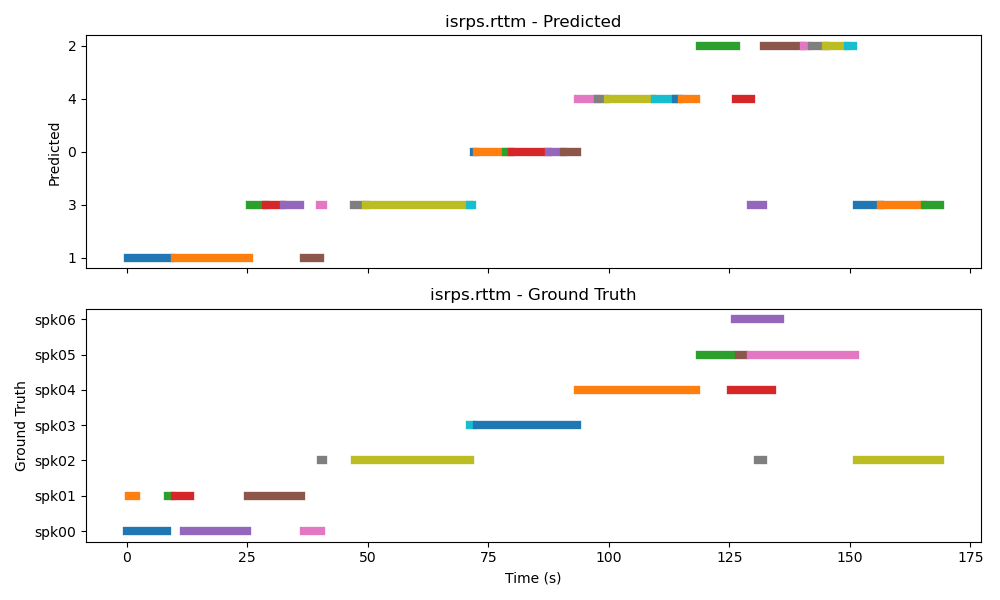 isrps.rttm - Predicted
Predicted
2
4
0
3
1
isrps.rttm - Ground Truth
Ground Truth
spk06
spk05
spk04
spk03
spk02
spk01
spk00
0 25 50 75 100 125 150 175
Time (s)